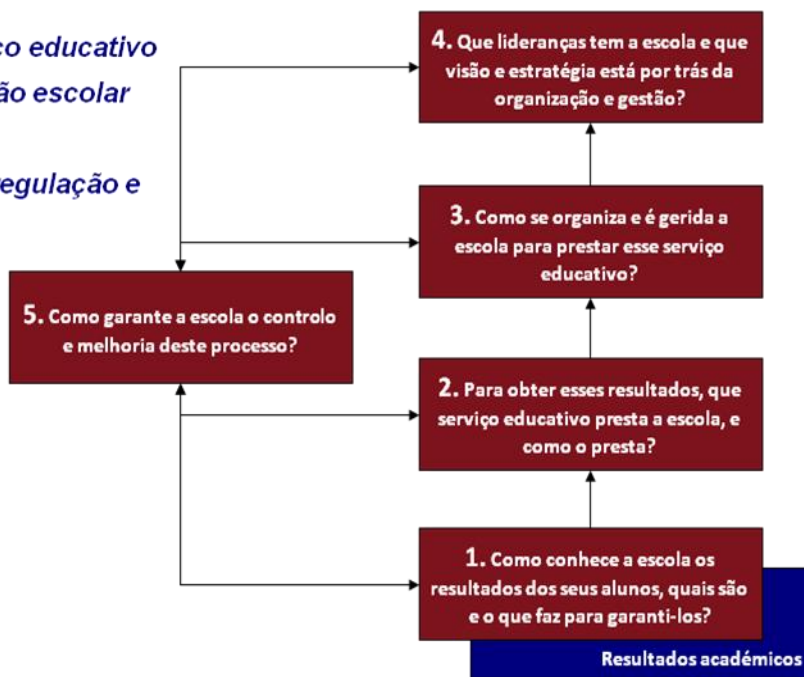 ço educativo
ão escolar
regulação e
4. Que lideranças tem a escola e que
visão e estratégia está por trás da
organização e gestão?
3. Como se organiza e é gerida a
escola para prestar esse serviço
educativo?
5. Como garante a escola o controlo
e melhoria deste processo?
2. Para obter esses resultados, que
serviço educativo presta a escola, e
como o presta?
1. Como conhece a escola os
resultados dos seus alunos, quais são
e o que faz para garanti-los?
Resultados académicos